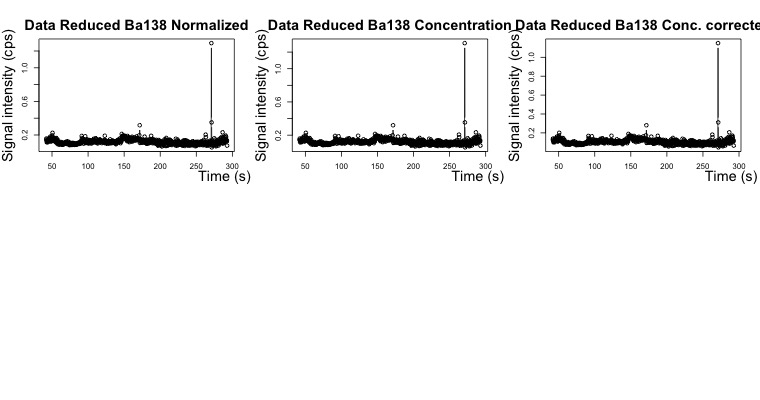 Data Reduced Ba138 Normalized
Signal intensity (cps)
0.2 0.6 1.0
50 100 150 200 250 300
Time (s)
Data Reduced Ba138 Concentration
Signal intensity (cps)
0.2 0.6 1.0
50 100 150 200 250 300
Time (s)
Data Reduced Ba138 Conc. correcte
Signal intensity (cps)
0.2 0.4 0.6 0.8 1.0
50 100 150 200 250 300
Time (s)